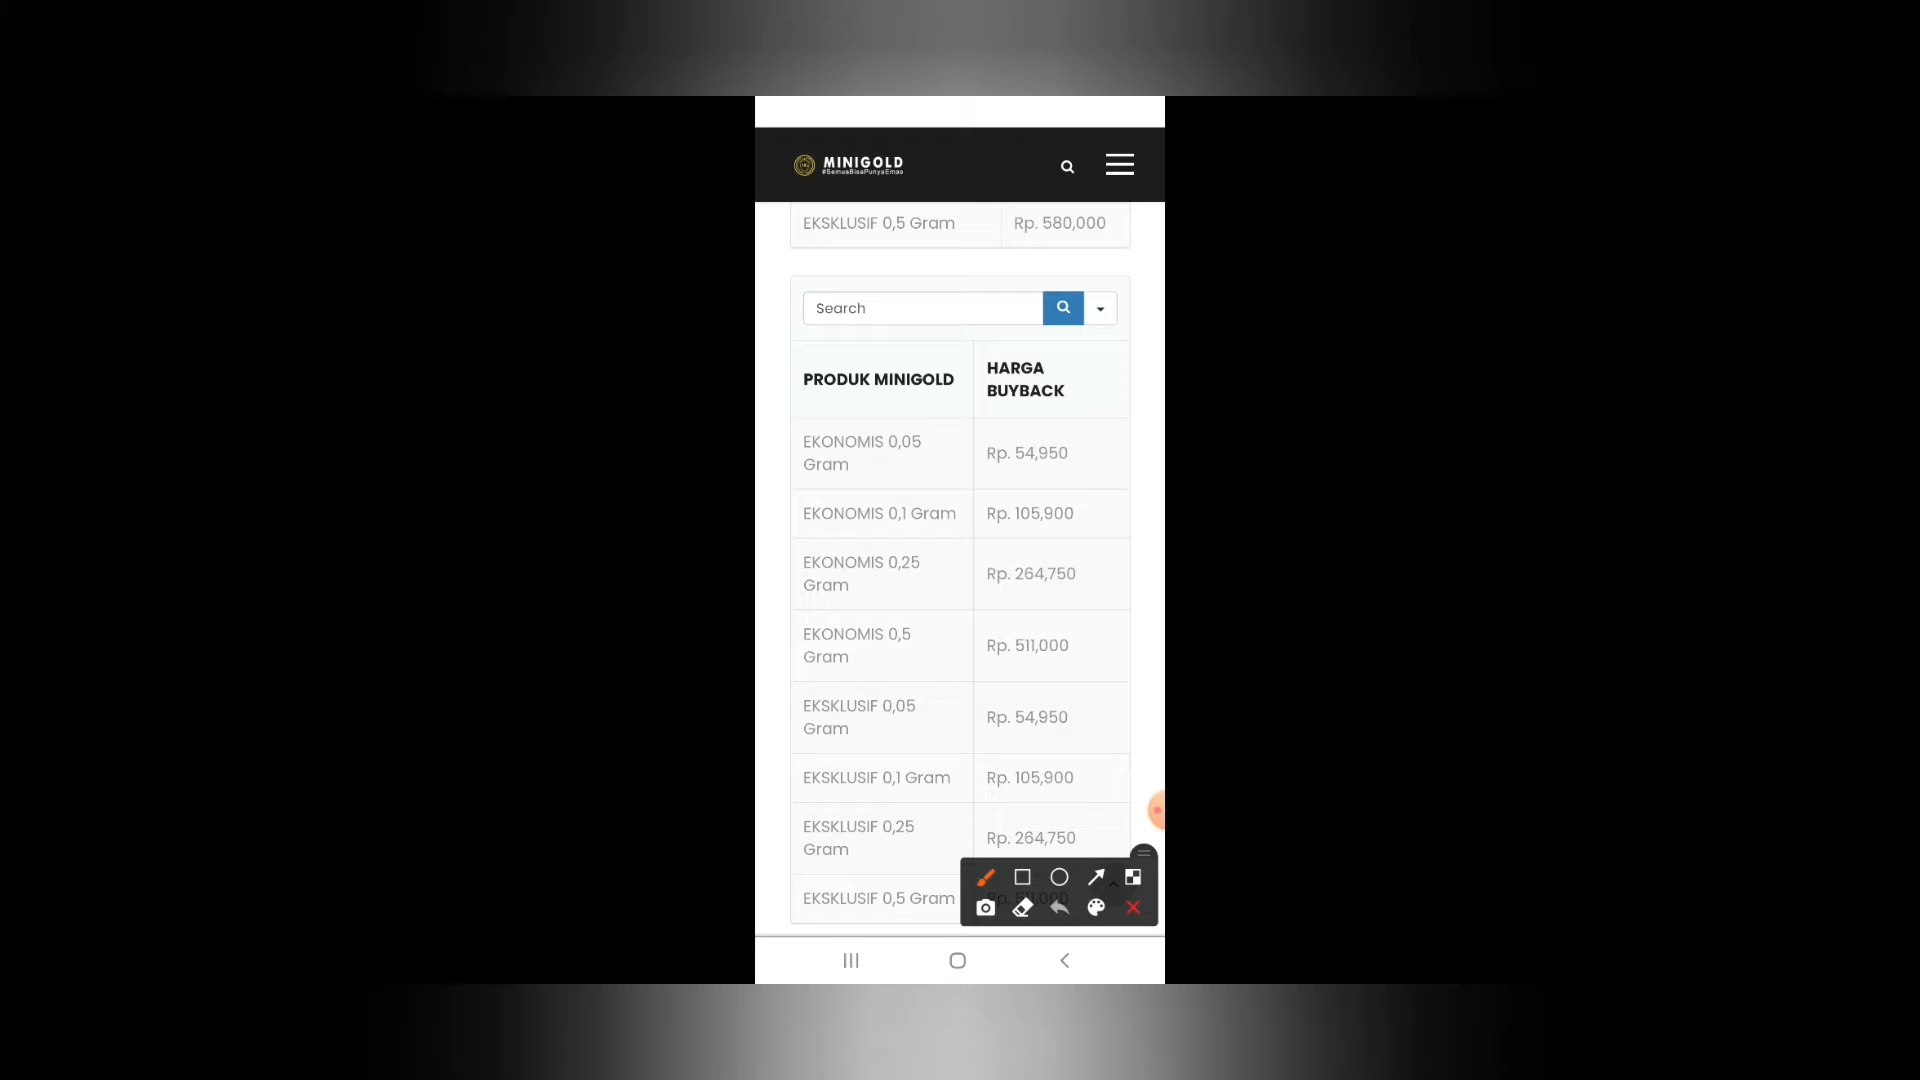 MINIGOLD
#SemuaBisaPunyaEmas
EKSKLUSIF 0,5 Gram Rp. 580,000
Search
PRODUK MINIGOLD HARGA BUYBACK
EKONOMIS 0,05 Gram Rp. 54,950
EKONOMIS 0,1 Gram Rp. 105,900
EKONOMIS 0,25 Gram Rp. 264,750
EKONOMIS 0,5 Gram Rp. 511,000
EKSKLUSIF 0,05 Gram Rp. 54,950
EKSKLUSIF 0,1 Gram Rp. 105,900
EKSKLUSIF 0,25 Gram Rp. 264,750
EKSKLUSIF 0,5 Gram